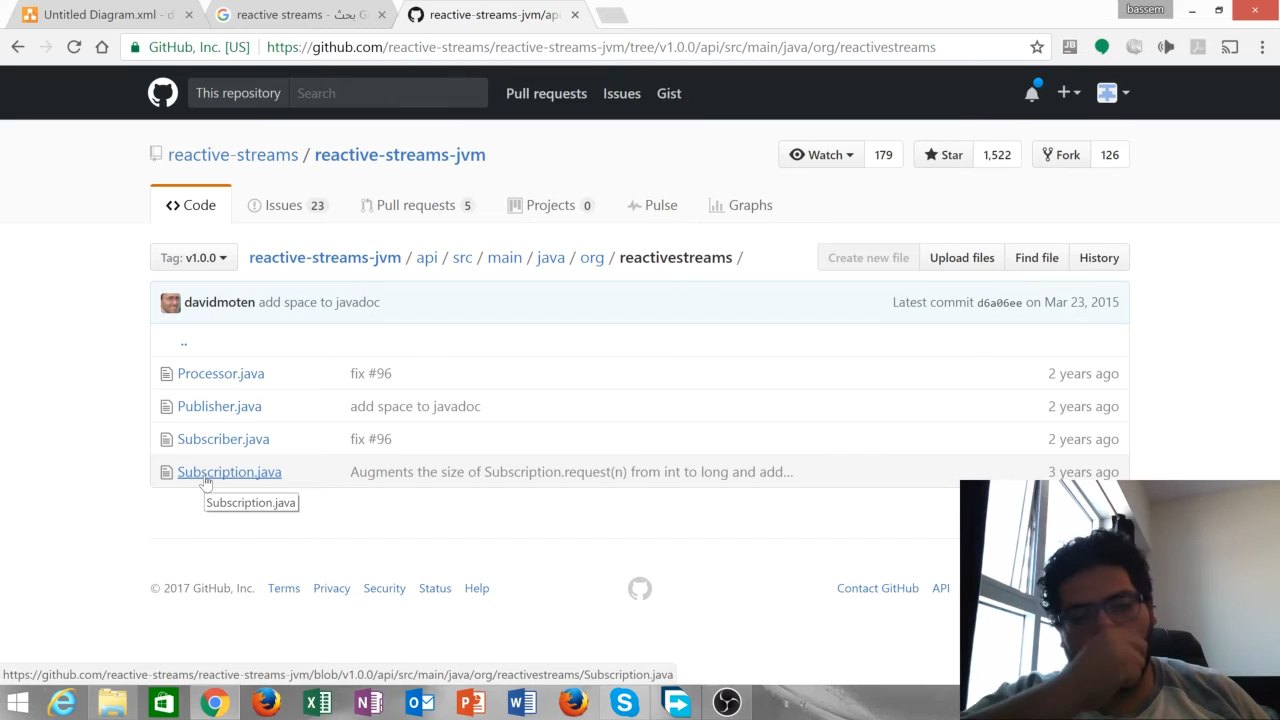 Untitled Diagram.xml - d
reactive streams - بحث G
reactive-streams-jvm/api
bassem
GitHub, Inc. [US]
https://github.com/reactive-streams/reactive-streams-jvm/tree/v1.0.0/api/src/main/java/org/reactivestreams
This repository
Search
Pull requests
Issues
Gist
reactive-streams / reactive-streams-jvm
Watch 179
Star 1,522
Fork 126
Code
Issues 23
Pull requests 5
Projects 0
Pulse
Graphs
Tag: v1.0.0
reactive-streams-jvm / api / src / main / java / org / reactivestreams /
Create new file
Upload files
Find file
History
davidmoten add space to javadoc
Latest commit d6a06ee on Mar 23, 2015
..
Processor.java fix #96 2 years ago
Publisher.java add space to javadoc 2 years ago
Subscriber.java fix #96 2 years ago
Subscription.java Augments the size of Subscription.request(n) from int to long and add... 3 years ago
Subscription.java
© 2017 GitHub, Inc.
Terms
Privacy
Security
Status
Help
Contact GitHub
API
https://github.com/reactive-streams/reactive-streams-jvm/blob/v1.0.0/api/src/main/java/org/reactivestreams/Subscription.java